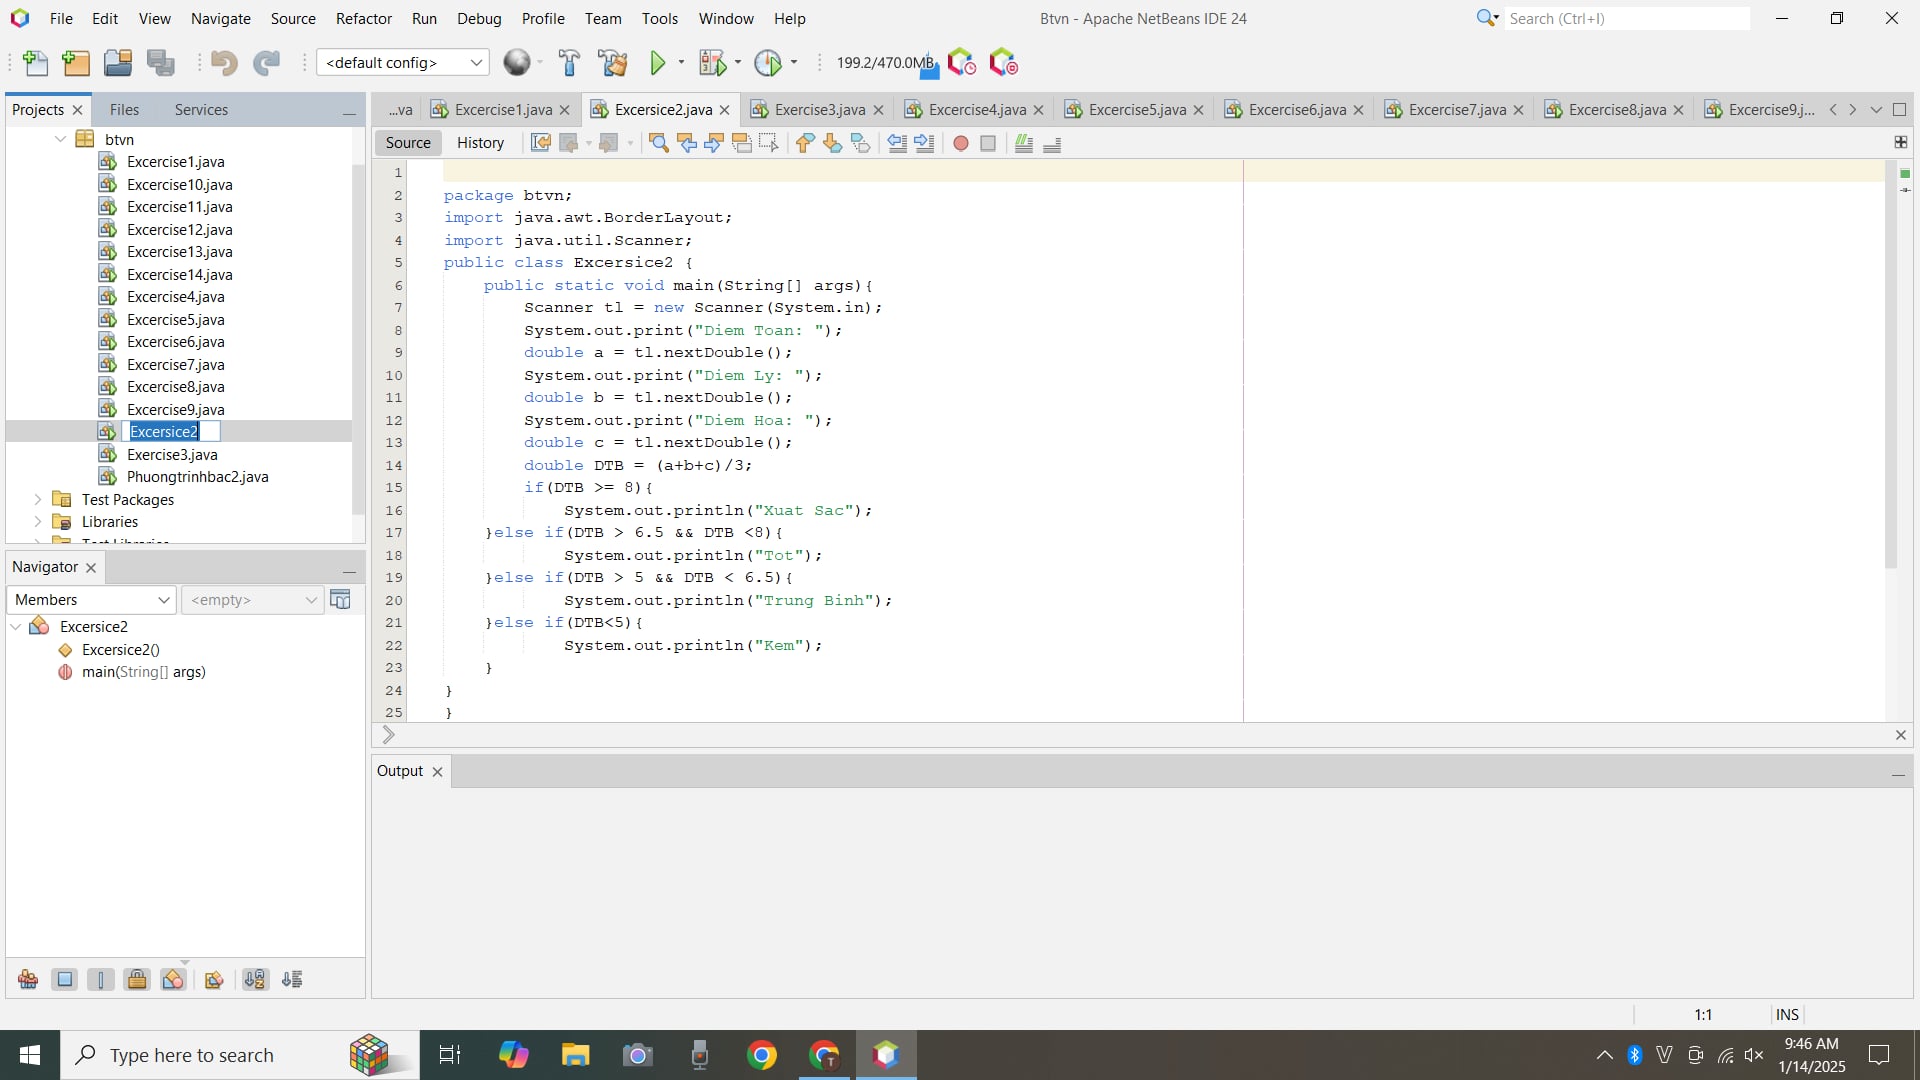 File Edit View Navigate Source Refactor Run Debug Profile Team Tools Window Help
Btvn - Apache NetBeans IDE 24
Search (Ctrl+I)
<default config>
199.2/470.0MB
Projects
Files
Services
...va
Excercise1.java
Excersice2.java
Exercise3.java
Excercise4.java
Excercise5.java
Excercise6.java
Excercise7.java
Excercise8.java
Excercise9.j...
Source
History
btvn
Excercise1.java
Excercise10.java
Excercise11.java
Excercise12.java
Excercise13.java
Excercise14.java
Excercise4.java
Excercise5.java
Excercise6.java
Excercise7.java
Excercise8.java
Excercise9.java
Excersice2
Exercise3.java
Phuongtrinhbac2.java
Test Packages
Libraries
Navigator
Members
<empty>
Excersice2
Excersice2()
main(String[] args)
1
2 package btvn;
3 import java.awt.BorderLayout;
4 import java.util.Scanner;
5 public class Excersice2 {
6 public static void main(String[] args){
7 Scanner tl = new Scanner(System.in);
8 System.out.print("Diem Toan: ");
9 double a = tl.nextDouble();
10 System.out.print("Diem Ly: ");
11 double b = tl.nextDouble();
12 System.out.print("Diem Hoa: ");
13 double c = tl.nextDouble();
14 double DTB = (a+b+c)/3;
15 if(DTB >= 8){
16 System.out.println("Xuat Sac");
17 }else if(DTB > 6.5 && DTB <8){
18 System.out.println("Tot");
19 }else if(DTB > 5 && DTB < 6.5){
20 System.out.println("Trung Binh");
21 }else if(DTB<5){
22 System.out.println("Kem");
23 }
24 }
25 }
Output
1:1
INS
Type here to search
9:46 AM
1/14/2025